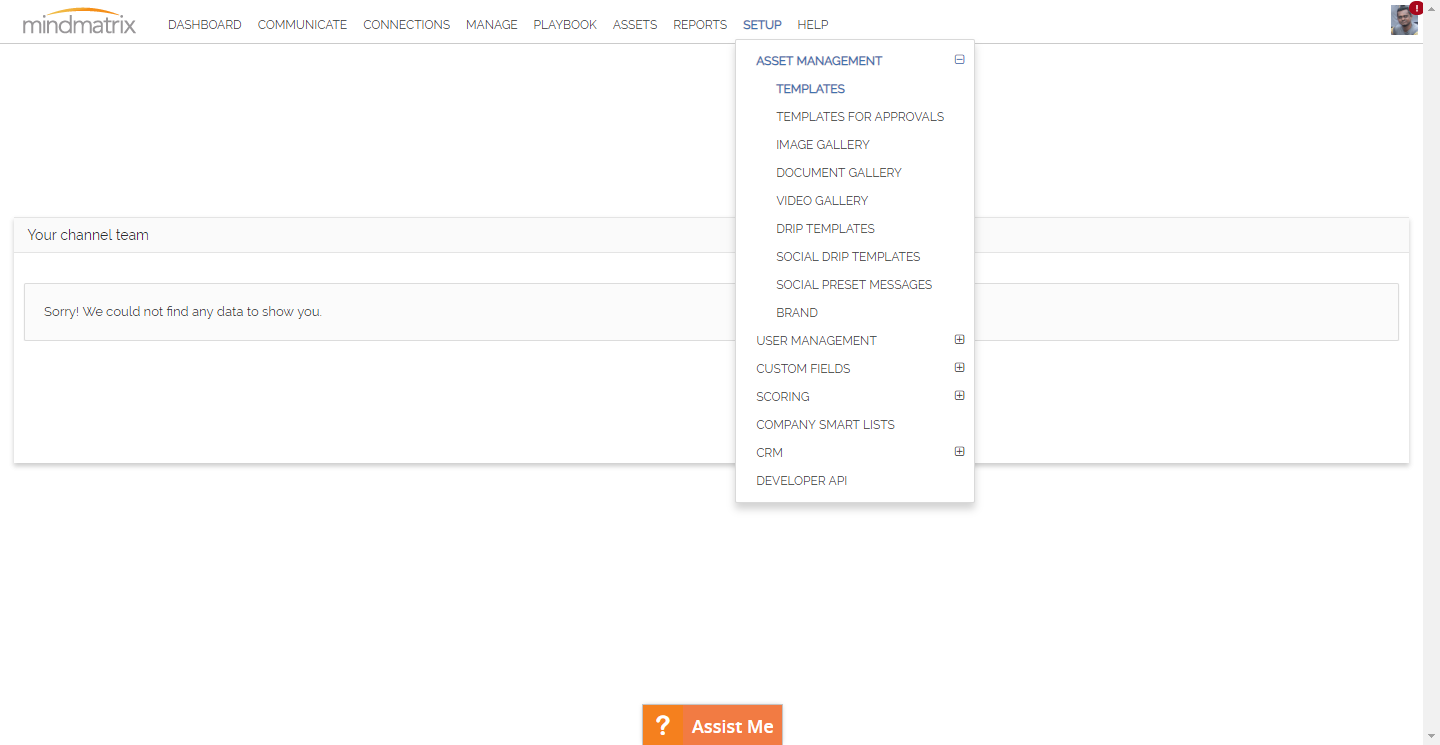 mindmatrix
DASHBOARD COMMUNICATE CONNECTIONS MANAGE PLAYBOOK ASSETS REPORTS SETUP HELP
!
ASSET MANAGEMENT
TEMPLATES
TEMPLATES FOR APPROVALS
IMAGE GALLERY
DOCUMENT GALLERY
VIDEO GALLERY
DRIP TEMPLATES
SOCIAL DRIP TEMPLATES
SOCIAL PRESET MESSAGES
BRAND
USER MANAGEMENT
CUSTOM FIELDS
SCORING
COMPANY SMART LISTS
CRM
DEVELOPER API
Your channel team
Sorry! We could not find any data to show you.
? Assist Me